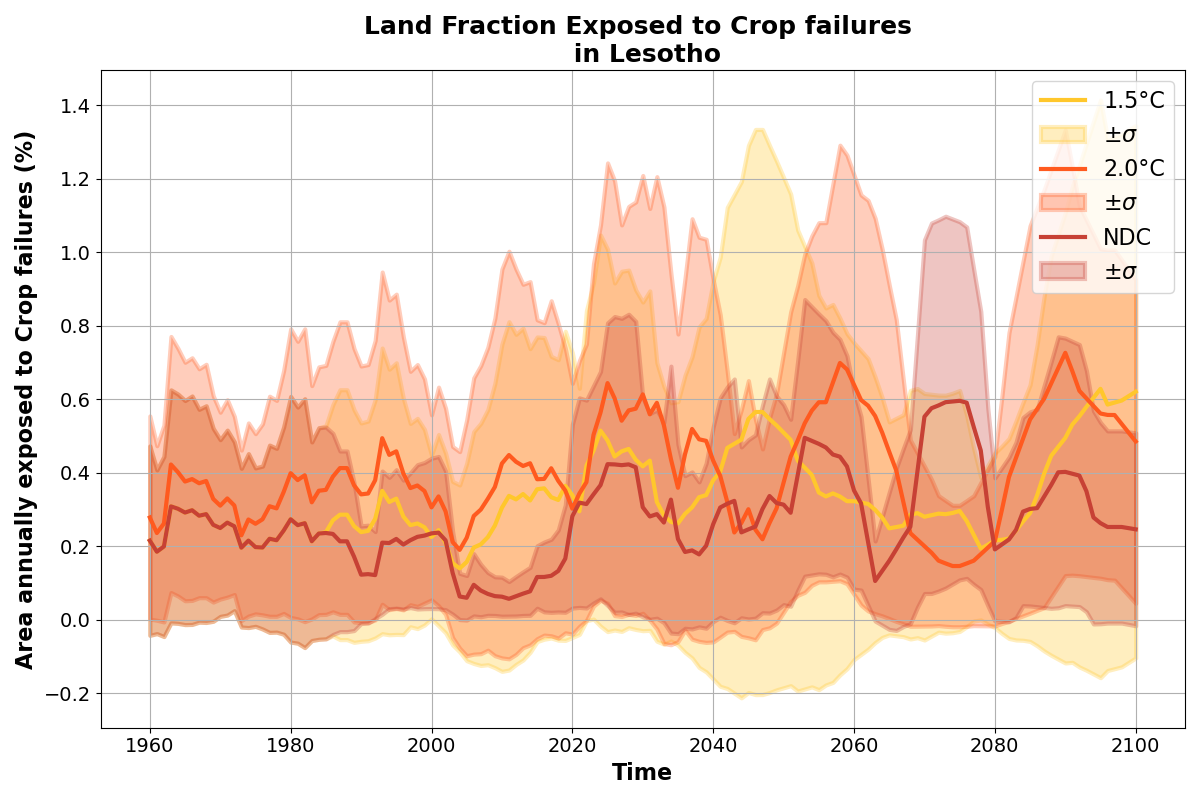 Land Fraction Exposed to Crop failures
in Lesotho
Area annually exposed to Crop failures (%)
1.4
1.2
1.0
0.8
0.6
0.4
0.2
0.0
−0.2
1.5°C
±σ
2.0°C
±σ
NDC
±σ
1960 1980 2000 2020 2040 2060 2080 2100
Time